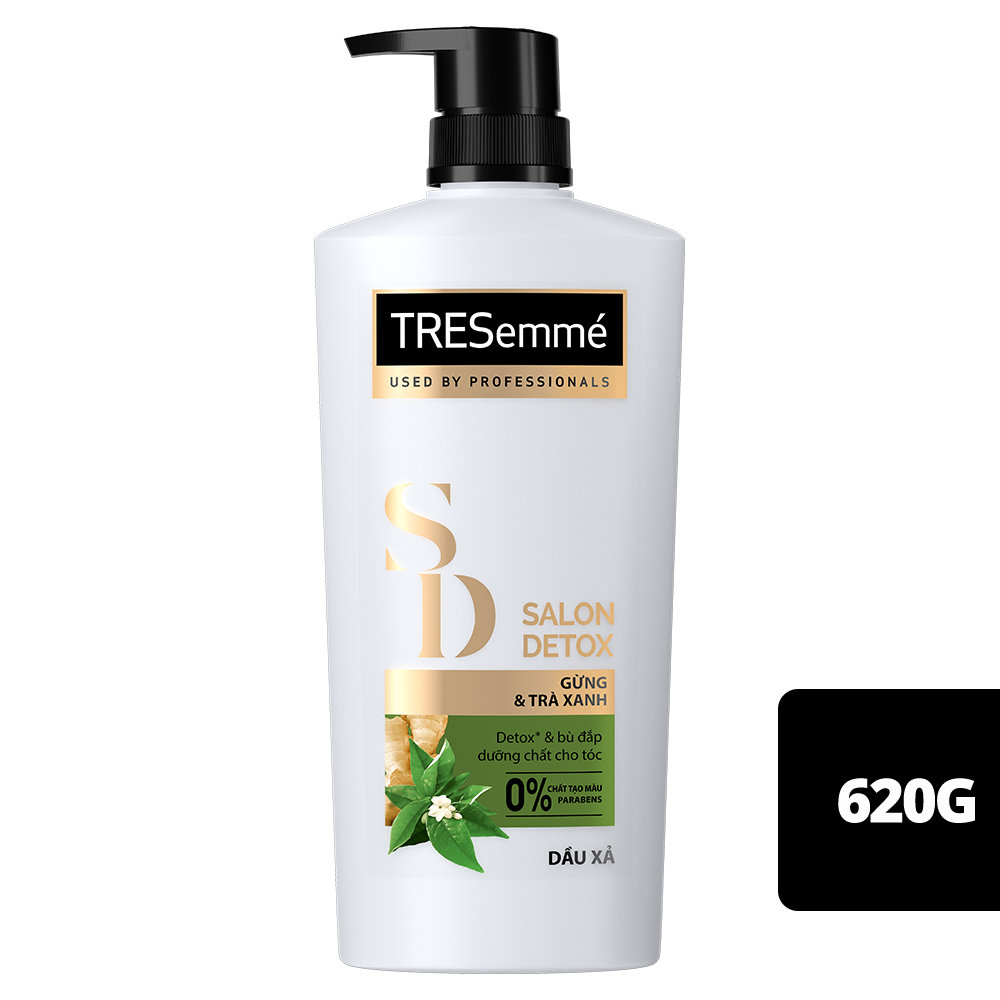 TRESemmé
USED BY PROFESSIONALS
SD
SALON
DETOX
GỪNG
& TRÀ XANH
Detox* & bù đắp
dưỡng chất cho tóc
0% CHẤT TẠO MÀU
PARABENS
DẦU XẢ
620G